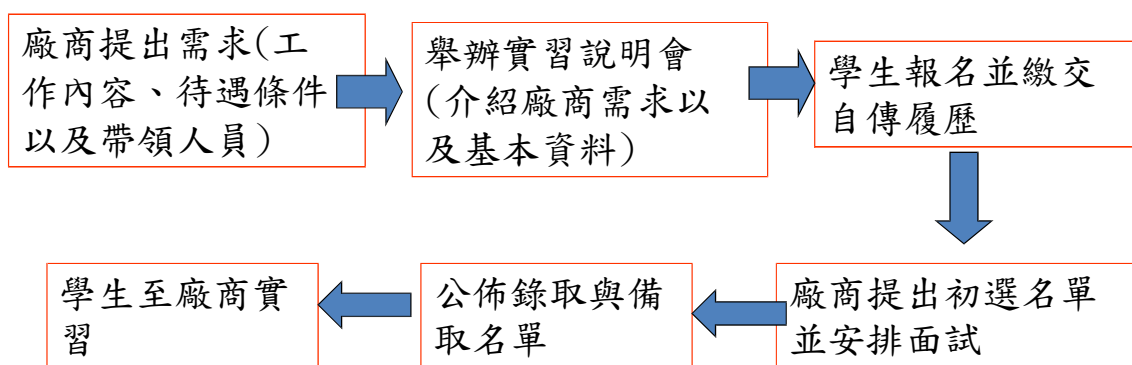 廠商提出需求(工
作內容、待遇條件
以及帶領人員)
舉辦實習說明會
(介紹廠商需求以
及基本資料)
學生報名並繳交
自傳履歷
廠商提出初選名單
並安排面試
公佈錄取與備
取名單
學生至廠商實
習